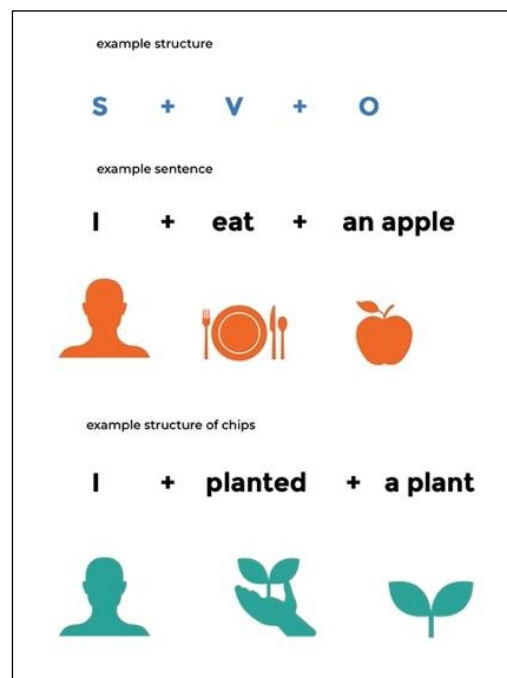 example structure
S + V + O
example sentence
I + eat + an apple
example structure of chips
I + planted + a plant